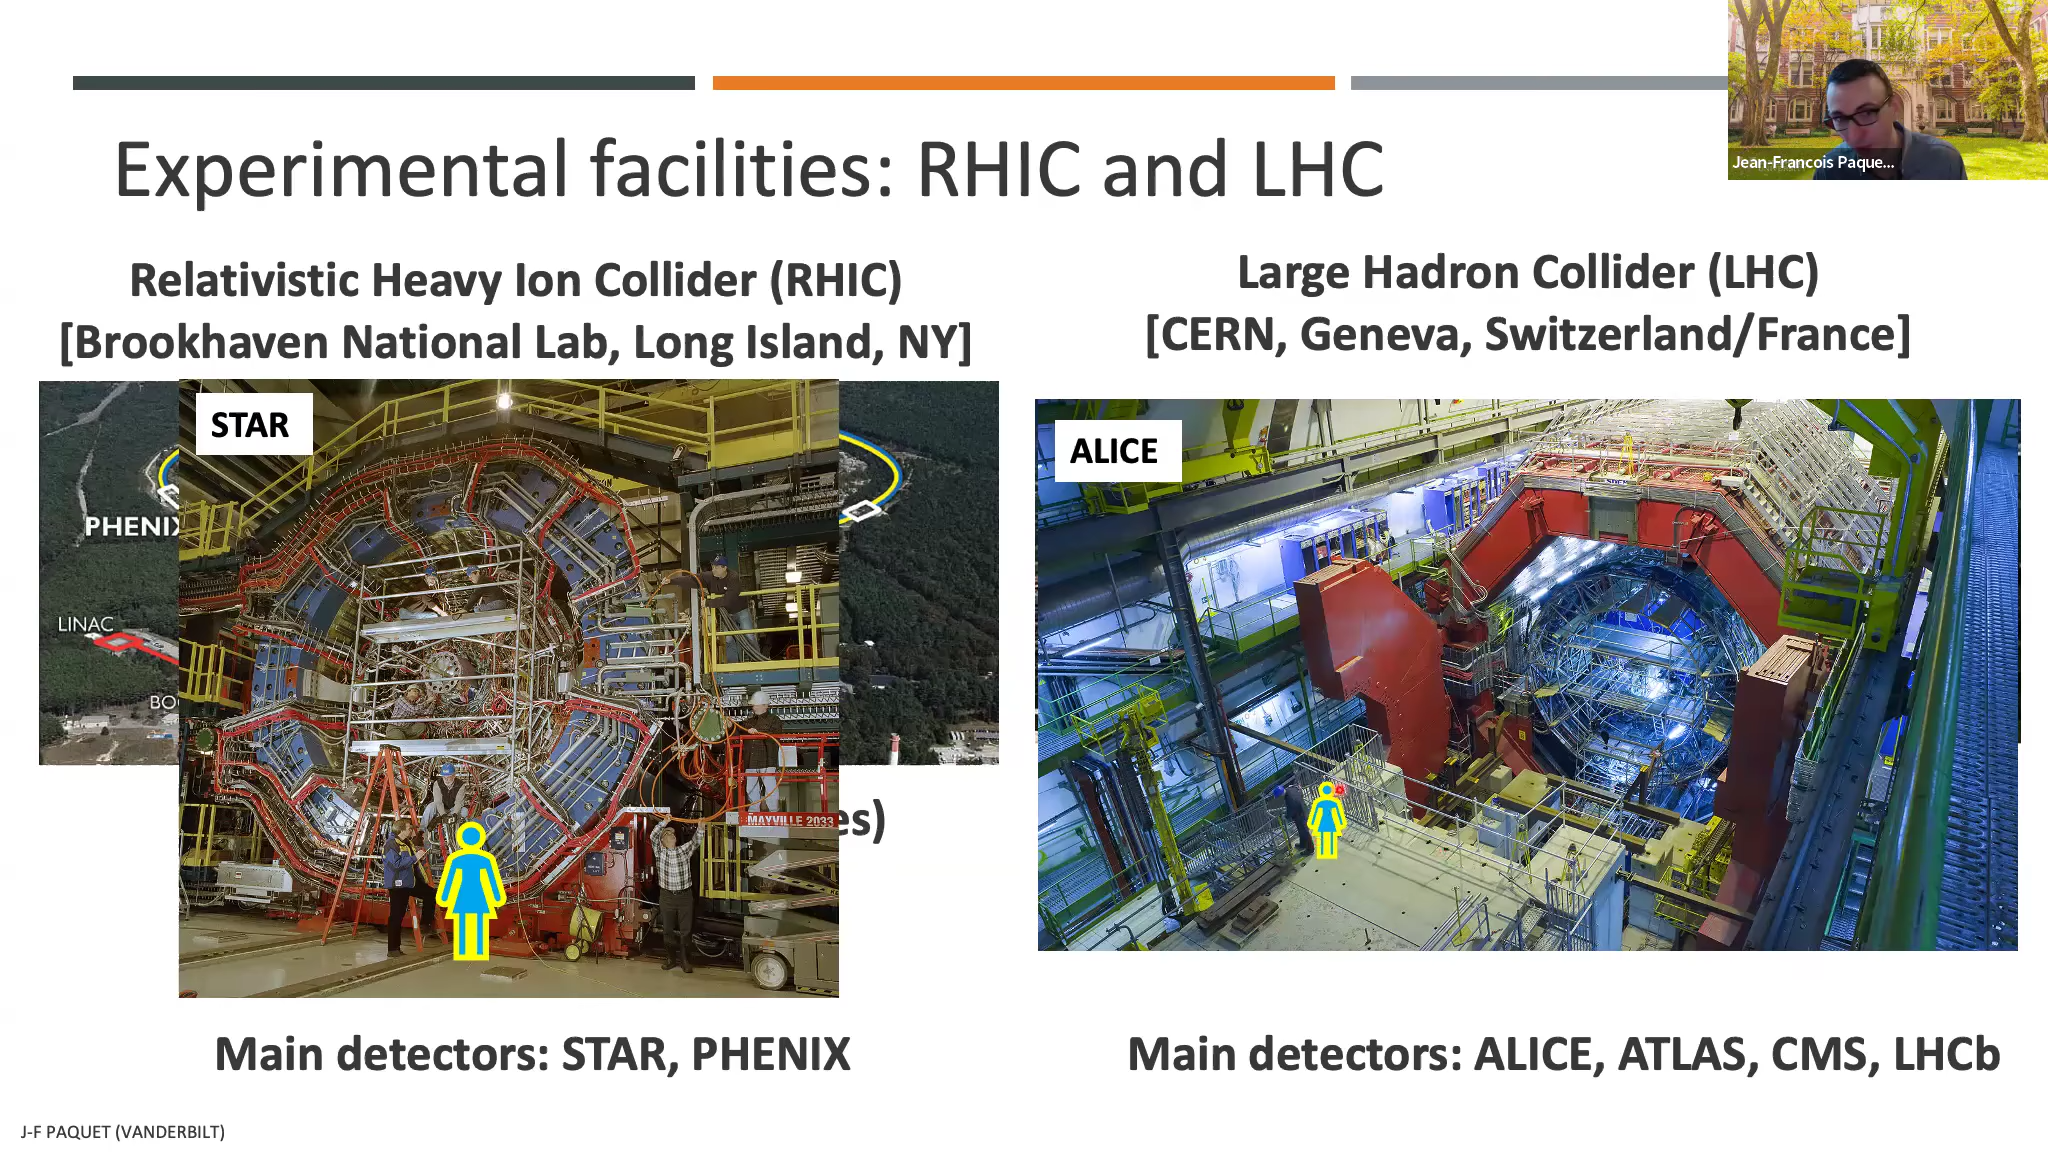 Jean-Francois Paque...
Experimental facilities: RHIC and LHC
Relativistic Heavy Ion Collider (RHIC)
[Brookhaven National Lab, Long Island, NY]
Large Hadron Collider (LHC)
[CERN, Geneva, Switzerland/France]
STAR
ALICE
PHENIX
LINAC
BO
MAYVILLE 2033
es)
Main detectors: STAR, PHENIX
Main detectors: ALICE, ATLAS, CMS, LHCb
J-F PAQUET (VANDERBILT)